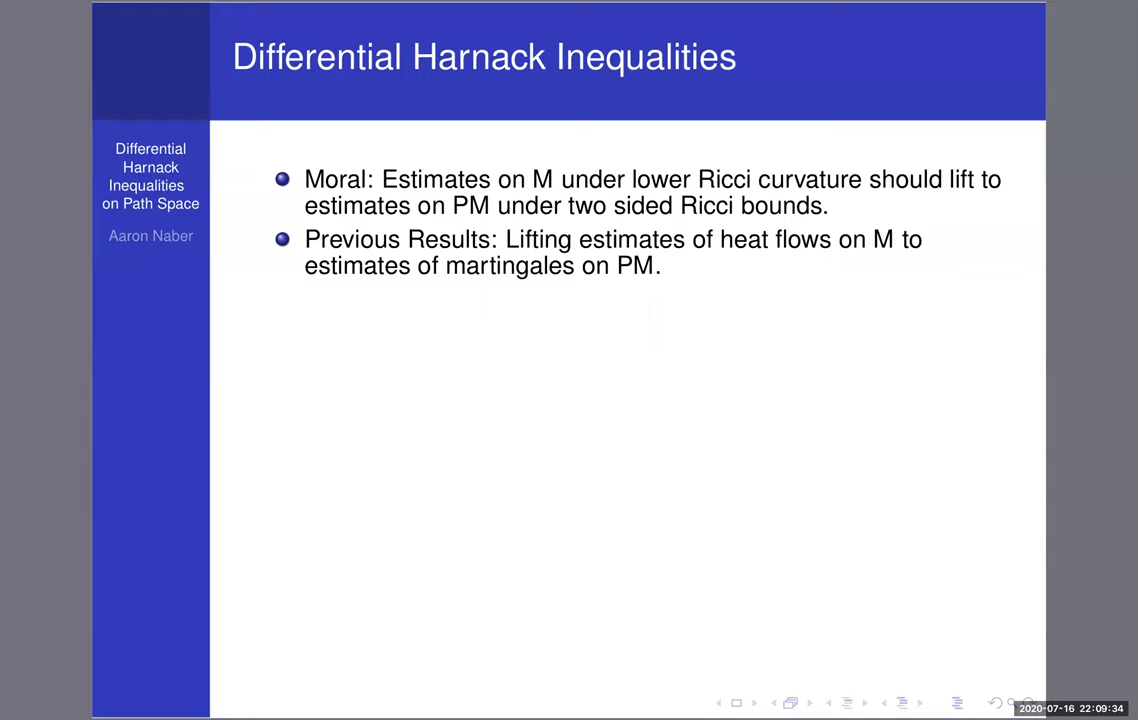 Differential Harnack Inequalities
Differential
Harnack
Inequalities
on Path Space
Aaron Naber
Moral: Estimates on M under lower Ricci curvature should lift to
estimates on PM under two sided Ricci bounds.
Previous Results: Lifting estimates of heat flows on M to
estimates of martingales on PM.
2020-07-16 22:09:34